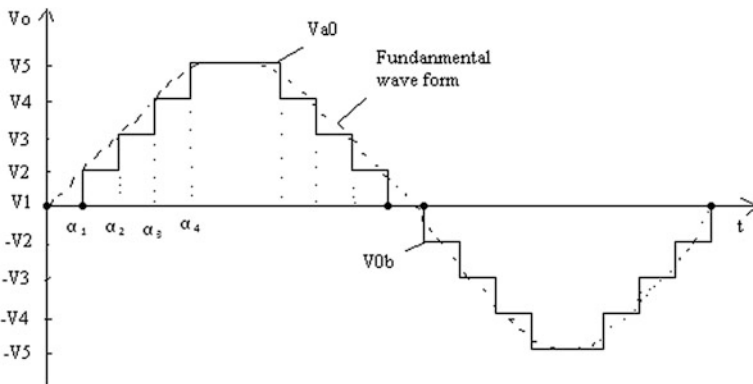 Vo
Va0
Fundanmental
wave form
V5
V4
V3
V2
V1
α1 α2 α3 α4
t
-V2
V0b
-V3
-V4
-V5